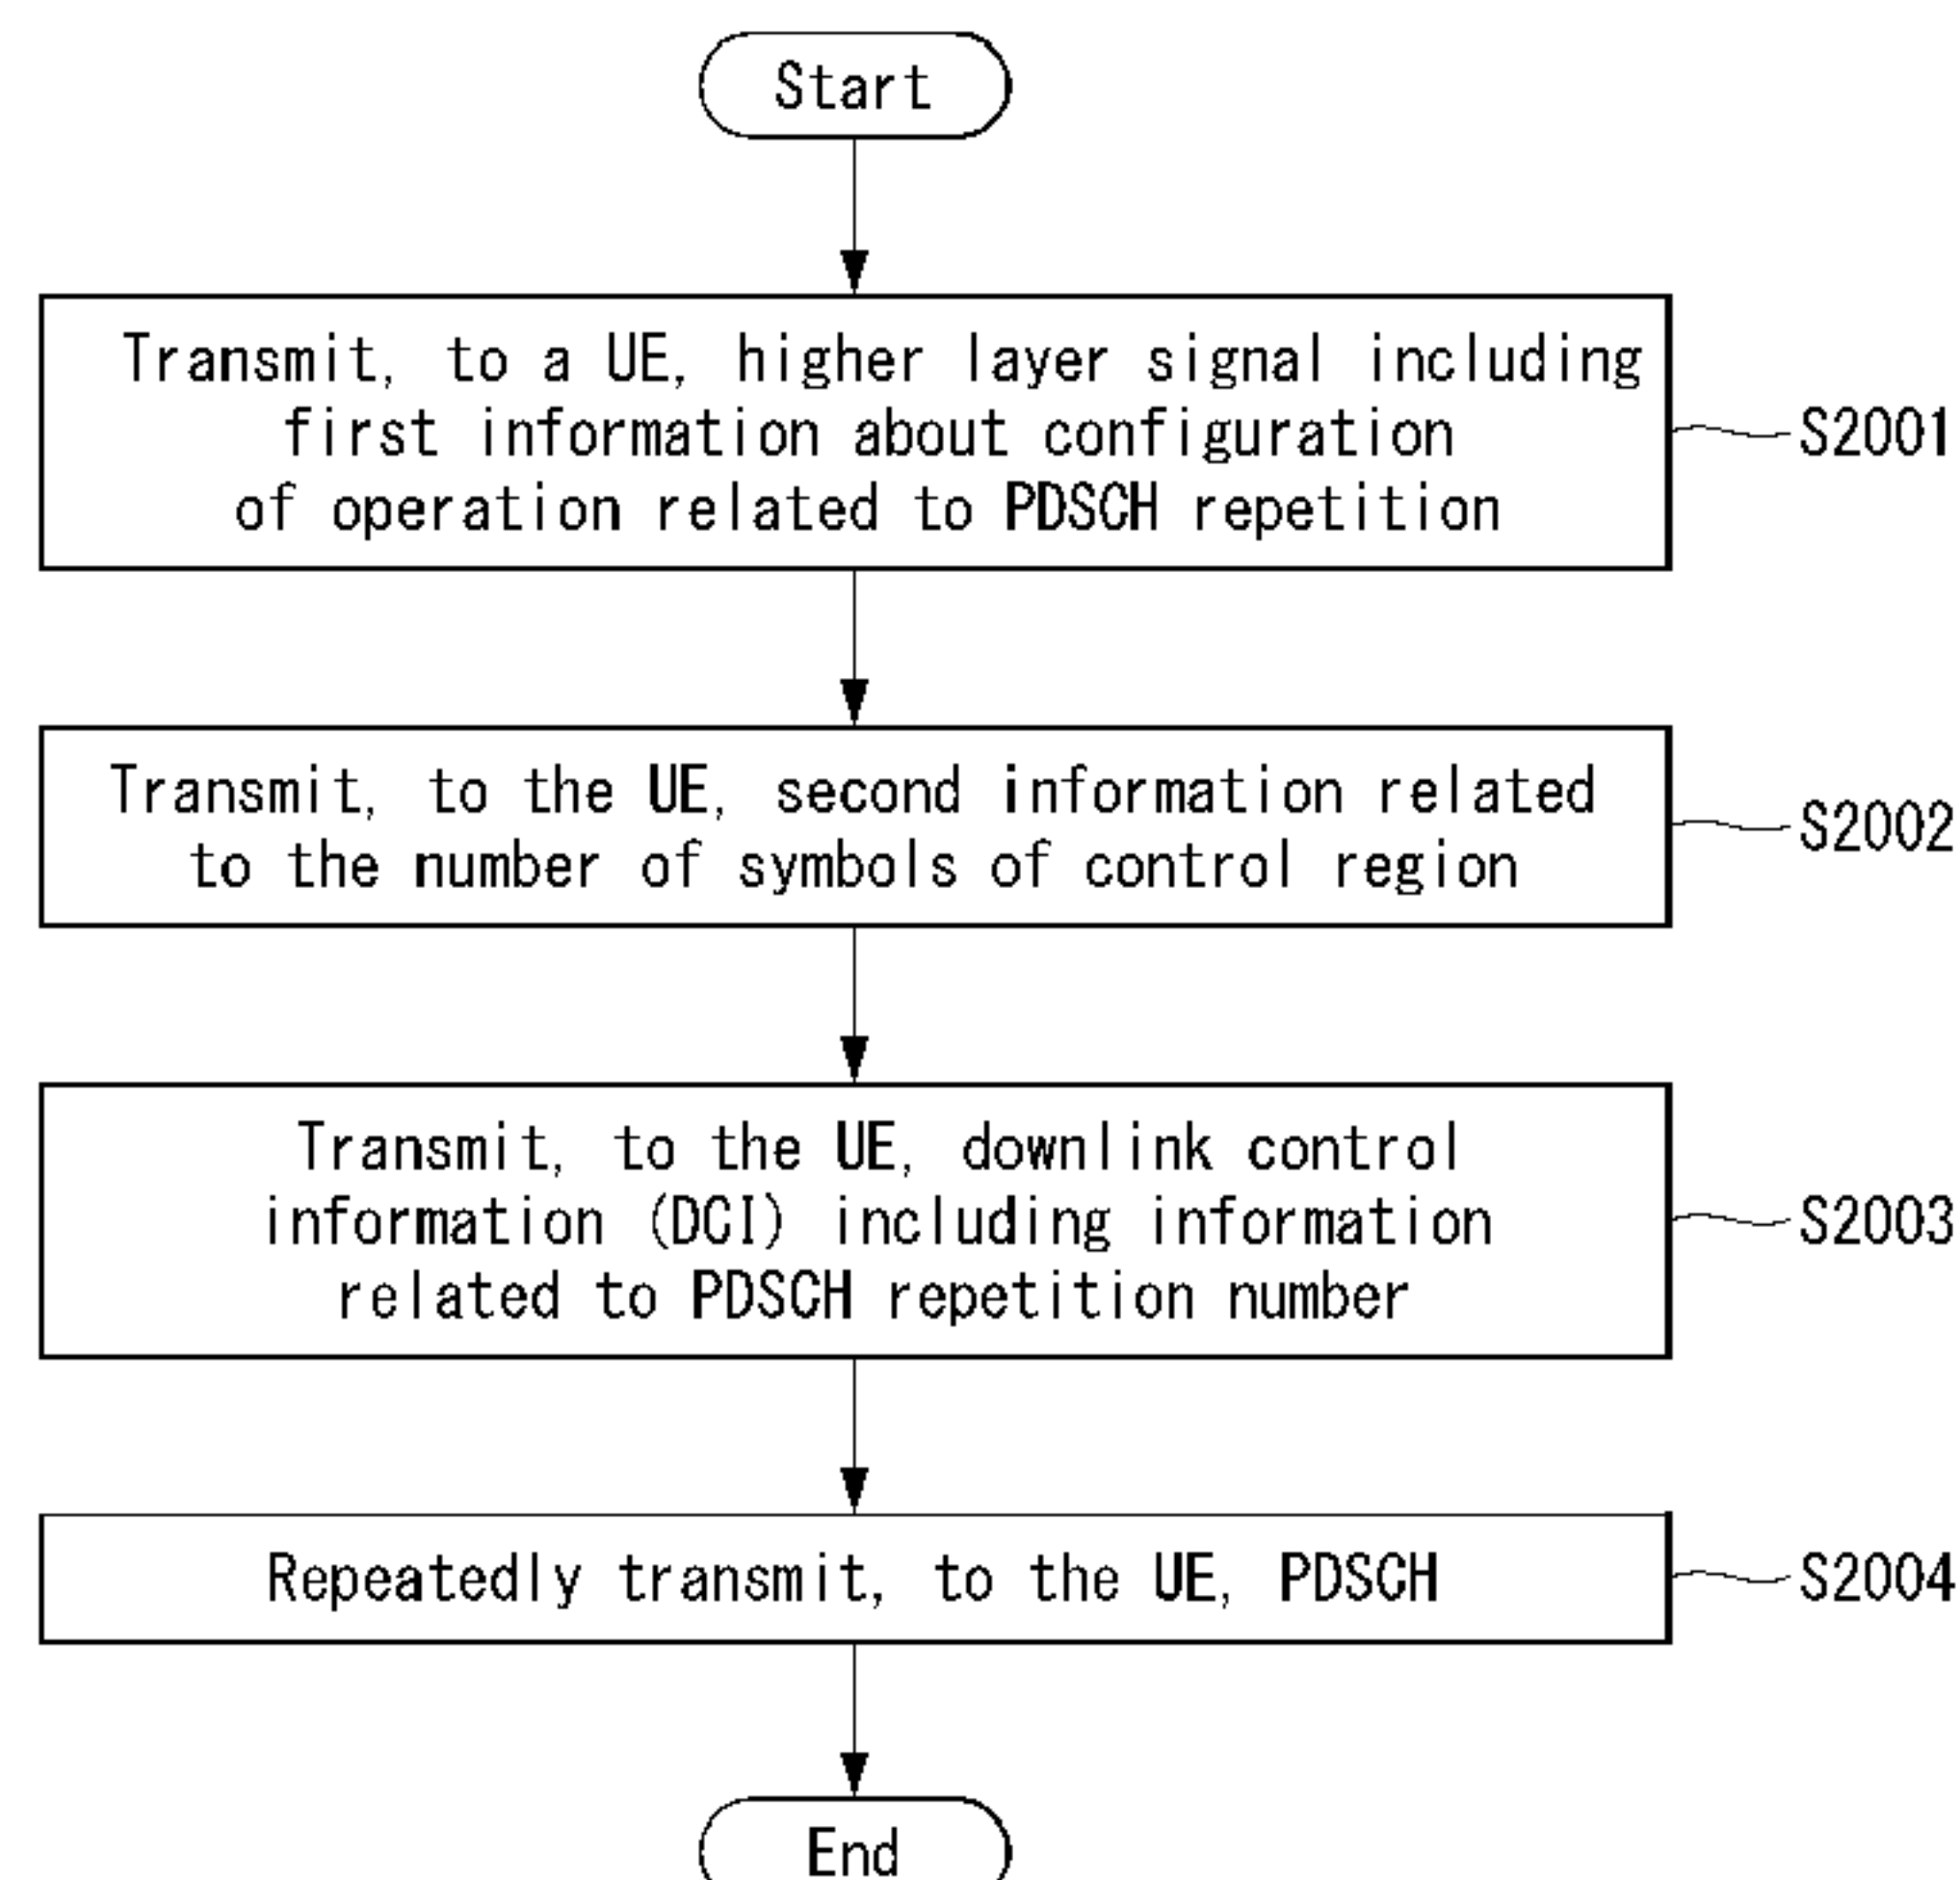 Start
Transmit, to a UE, higher layer signal including
first information about configuration
of operation related to PDSCH repetition
S2001
Transmit, to the UE, second information related
to the number of symbols of control region
S2002
Transmit, to the UE, downlink control
information (DCI) including information
related to PDSCH repetition number
S2003
Repeatedly transmit, to the UE, PDSCH
S2004
End